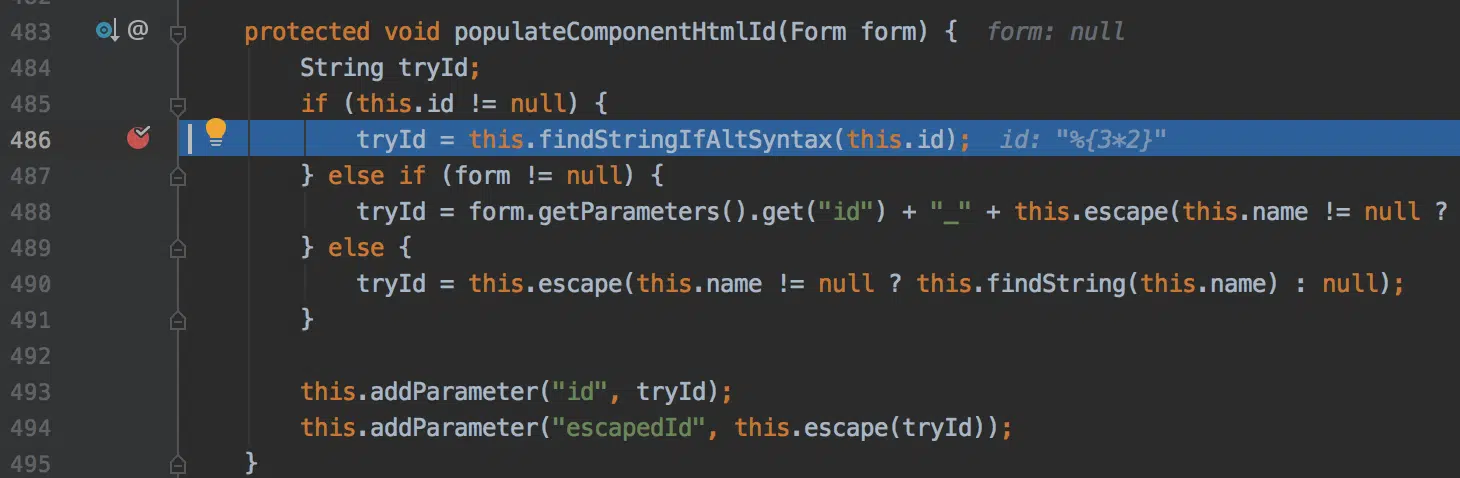 482
483 @ protected void populateComponentHtmlId(Form form) { form: null
484 String tryId;
485 if (this.id != null) {
486 tryId = this.findStringIfAltSyntax(this.id); id: "%{3*2}"
487 } else if (form != null) {
488 tryId = form.getParameters().get("id") + "_" + this.escape(this.name != null ?
489 } else {
490 tryId = this.escape(this.name != null ? this.findString(this.name) : null);
491 }
492
493 this.addParameter("id", tryId);
494 this.addParameter("escapedId", this.escape(tryId));
495 }